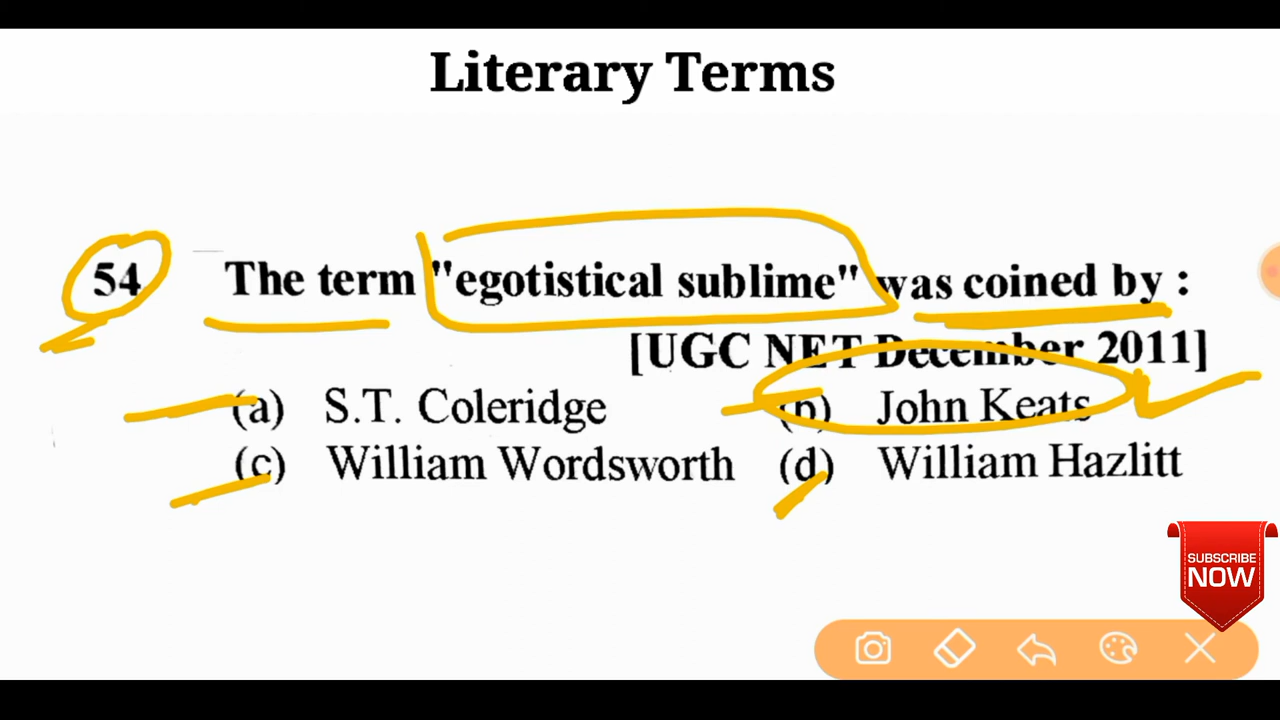 Literary Terms
54 The term "egotistical sublime" was coined by :
[UGC NET December 2011]
(a) S.T. Coleridge (b) John Keats
(c) William Wordsworth (d) William Hazlitt
SUBSCRIBE
NOW